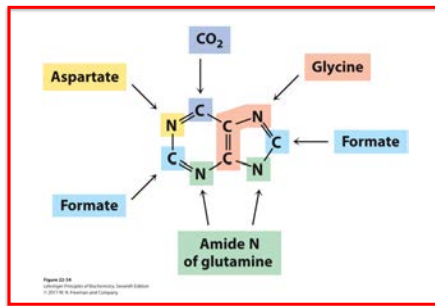 CO₂
Aspartate
Glycine
C
N
N
C
C
C
C
N
N
Formate
Formate
Amide N
of glutamine
Figure 22-34
Lehninger Principles of Biochemistry, Seventh Edition
© 2017 W. H. Freeman and Company